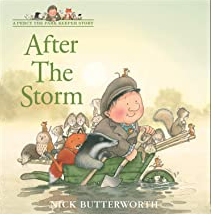 A PERCY THE PARK KEEPER STORY
After
The
Storm
NICK BUTTERWORTH